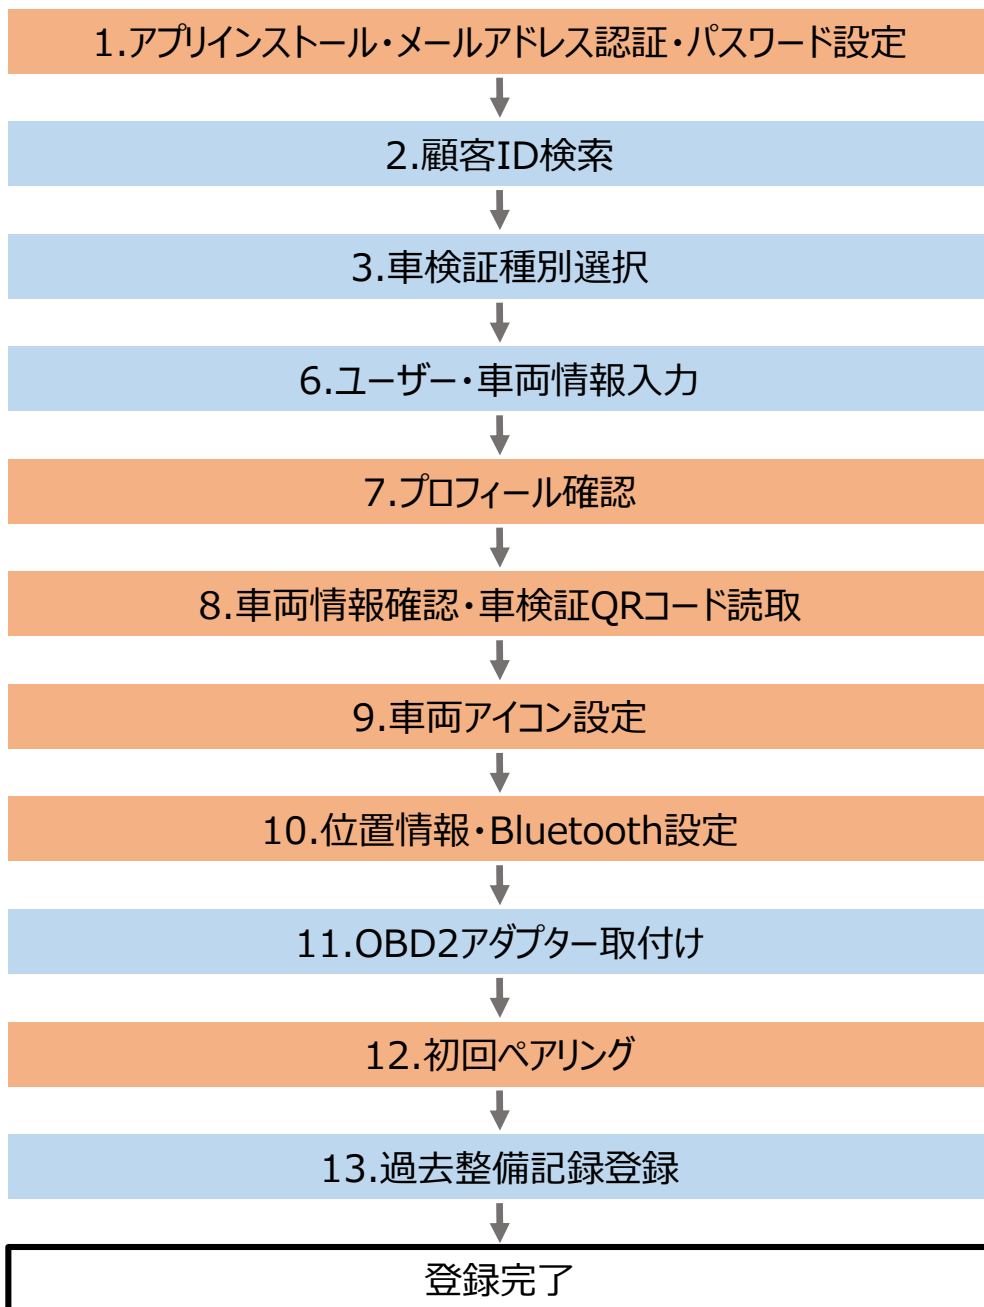 1.アプリインストール・メールアドレス認証・パスワード設定
2.顧客ID検索
3.車検証種別選択
6.ユーザー・車両情報入力
7.プロフィール確認
8.車両情報確認・車検証QRコード読取
9.車両アイコン設定
10.位置情報・Bluetooth設定
11.OBD2アダプター取付け
12.初回ペアリング
13.過去整備記録登録
登録完了